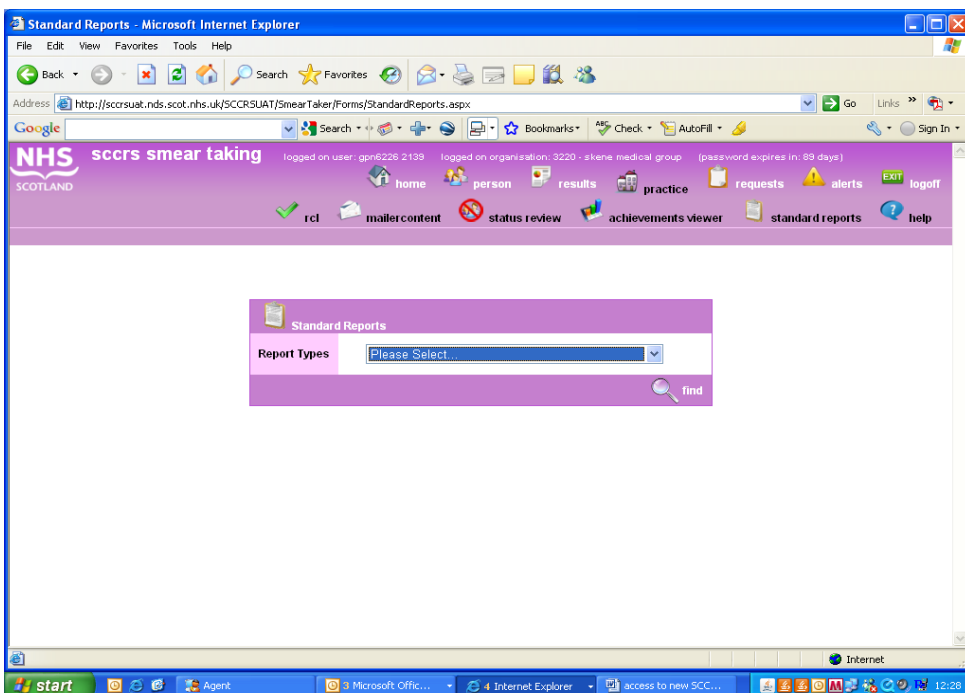 Standard Reports - Microsoft Internet Explorer
File Edit View Favorites Tools Help
Back Search Favorites
Address http://sccrsuat.nds.scot.nhs.uk/SCCRSUAT/SmearTaker/Forms/StandardReports.aspx Go Links »
Google Search Bookmarks Check AutoFill Sign In
NHS SCOTLAND sccrs smear taking logged on user: gpn6226 2139 logged on organisation: 3220 - skene medical group (password expires in: 89 days)
home person results practice requests alerts EXIT logoff
rcl mailercontent status review achievements viewer standard reports help
Standard Reports
Report Types Please Select...
find
Internet
start Agent 3 Microsoft Offic... 4 Internet Explorer access to new SCC... 12:28